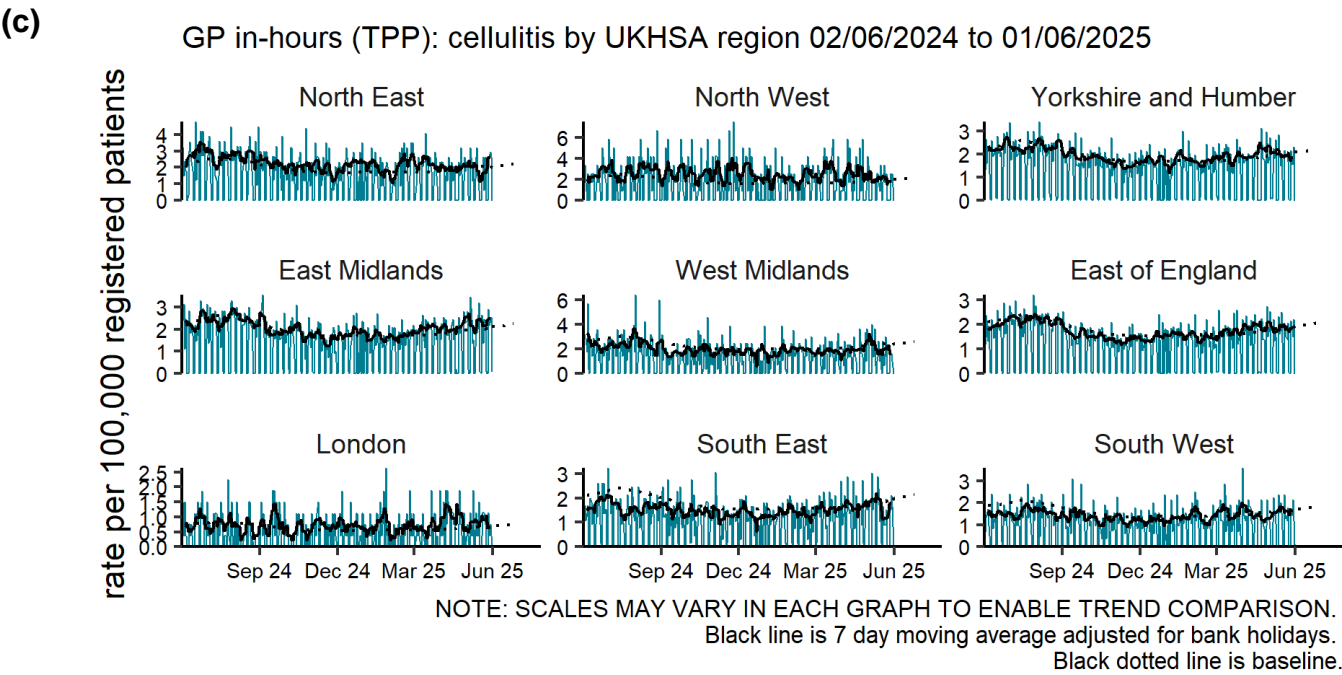 (c)
GP in-hours (TPP): cellulitis by UKHSA region 02/06/2024 to 01/06/2025
rate per 100,000 registered patients
North East
4
3
2
1
0
North West
6
4
2
0
Yorkshire and Humber
3
2
1
0
East Midlands
3
2
1
0
West Midlands
6
4
2
0
East of England
3
2
1
0
London
2.5
2.0
1.5
1.0
0.5
0.0
Sep 24 Dec 24 Mar 25 Jun 25
South East
3
2
1
0
Sep 24 Dec 24 Mar 25 Jun 25
South West
3
2
1
0
Sep 24 Dec 24 Mar 25 Jun 25
NOTE: SCALES MAY VARY IN EACH GRAPH TO ENABLE TREND COMPARISON.
Black line is 7 day moving average adjusted for bank holidays.
Black dotted line is baseline.